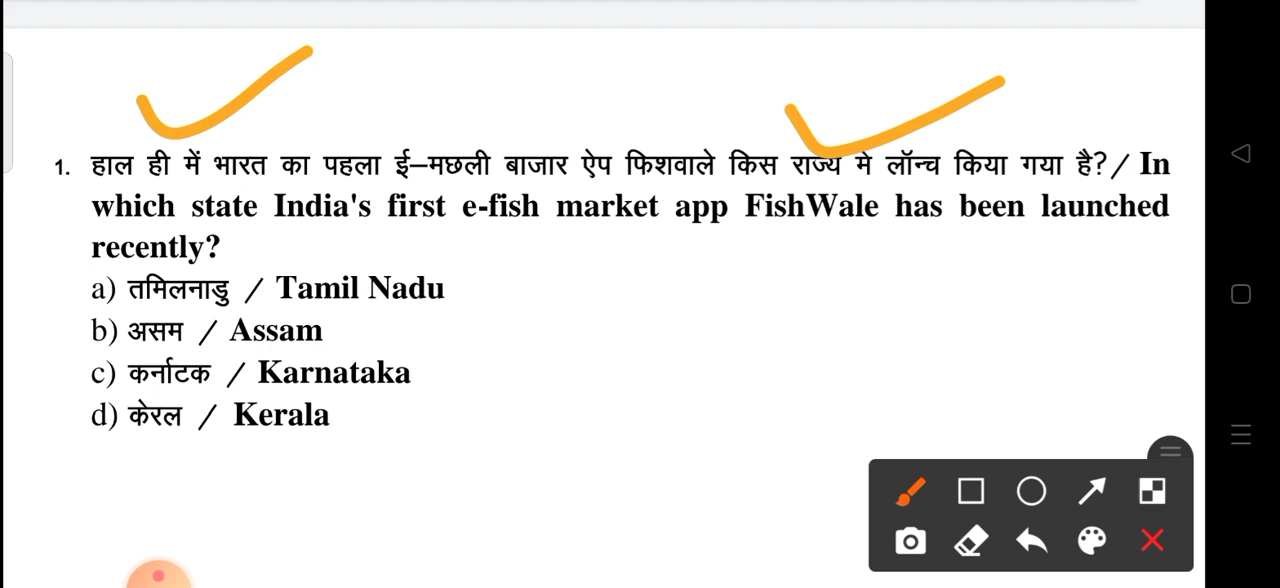 1. हाल ही में भारत का पहला ई–मछली बाजार ऐप फिशवाले किस राज्य मे लॉन्च किया गया है?/ In
which state India's first e-fish market app FishWale has been launched
recently?
a) तमिलनाडु / Tamil Nadu
b) असम / Assam
c) कर्नाटक / Karnataka
d) केरल / Kerala